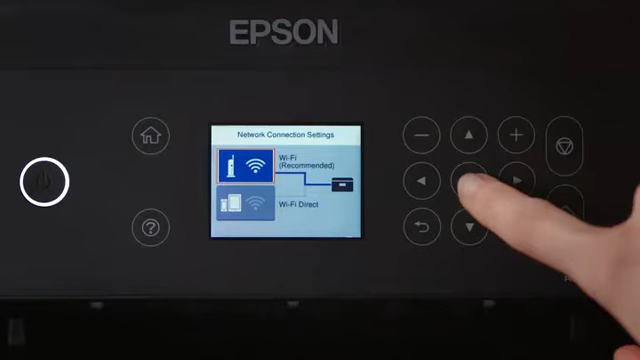 EPSON
Network Connection Settings
Wi-Fi
(Recommended)
Wi-Fi Direct